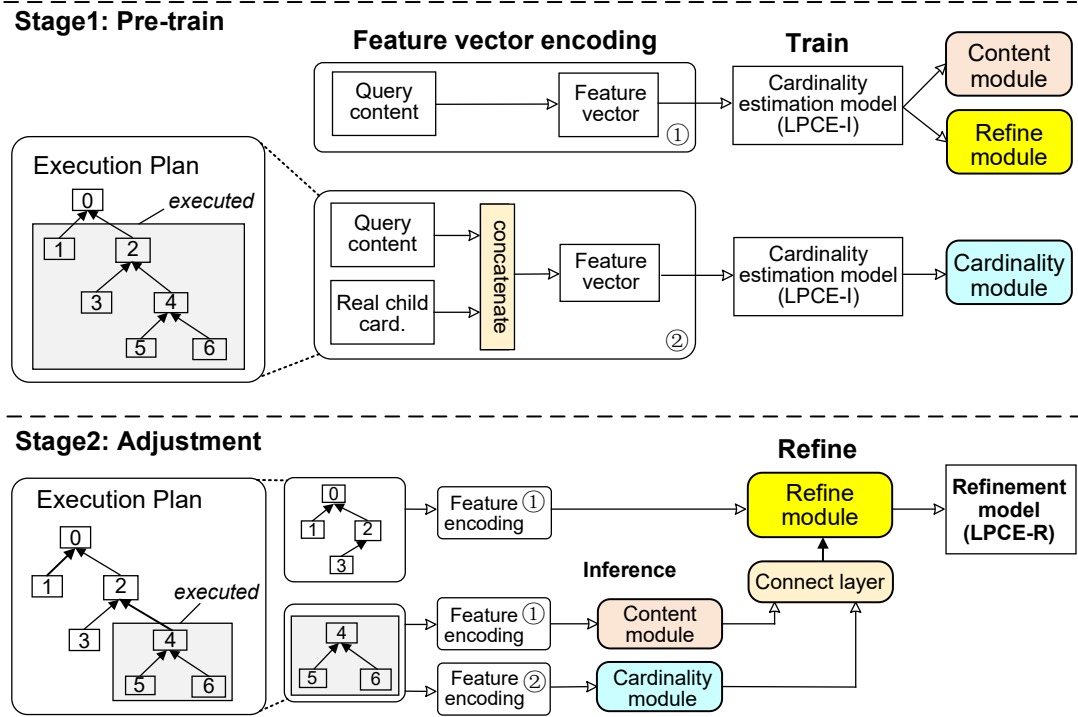 Stage1: Pre-train
Feature vector encoding
Train
Query
content
Feature
vector
①
Cardinality
estimation model
(LPCE-I)
Content
module
Refine
module
Execution Plan
executed
0
1
2
3
4
5
6
Query
content
Real child
card.
concatenate
Feature
vector
②
Cardinality
estimation model
(LPCE-I)
Cardinality
module
Stage2: Adjustment
Refine
Execution Plan
0
1
2
executed
3
4
5
6
0
1
2
3
Feature ①
encoding
Refine
module
Refinement
model
(LPCE-R)
Inference
Connect layer
4
5
6
Feature ①
encoding
Content
module
Feature ②
encoding
Cardinality
module